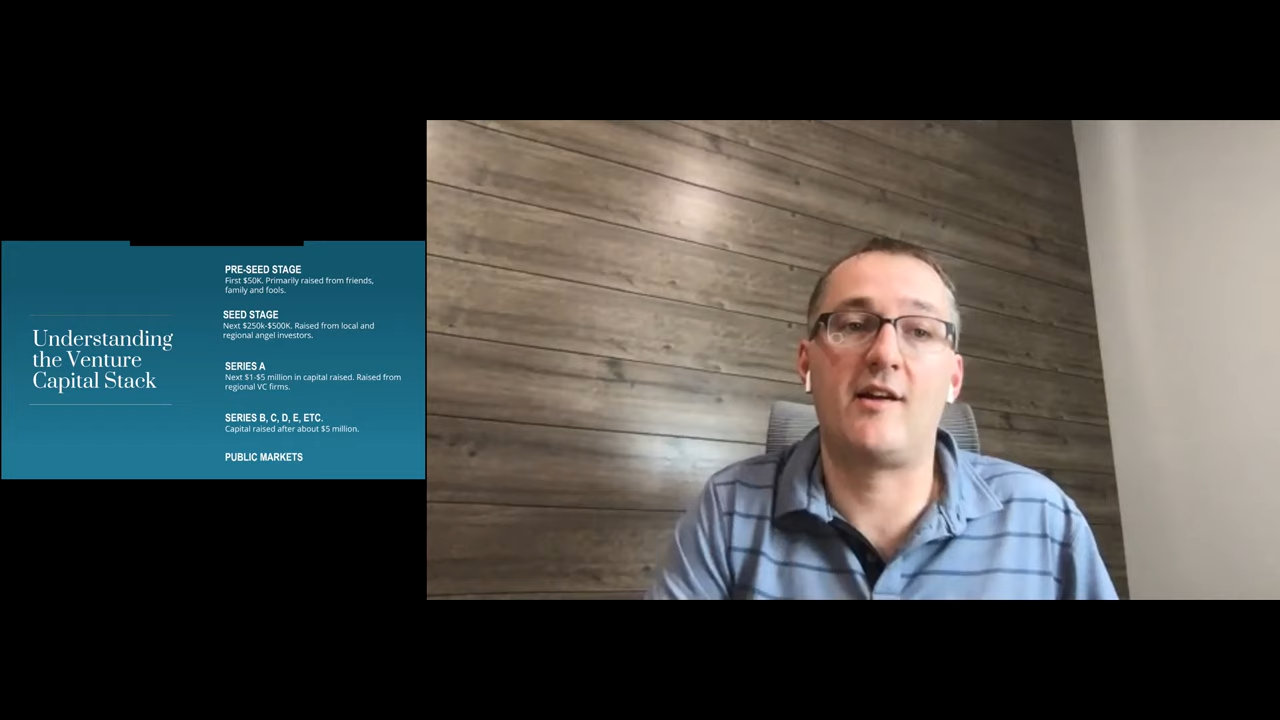 Understanding
the Venture
Capital Stack
PRE-SEED STAGE
First $50K. Primarily raised from friends,
family and fools.
SEED STAGE
Next $250k-$500K. Raised from local and
regional angel investors.
SERIES A
Next $1-$5 million in capital raised. Raised from
regional VC firms.
SERIES B, C, D, E, ETC.
Capital raised after about $5 million.
PUBLIC MARKETS